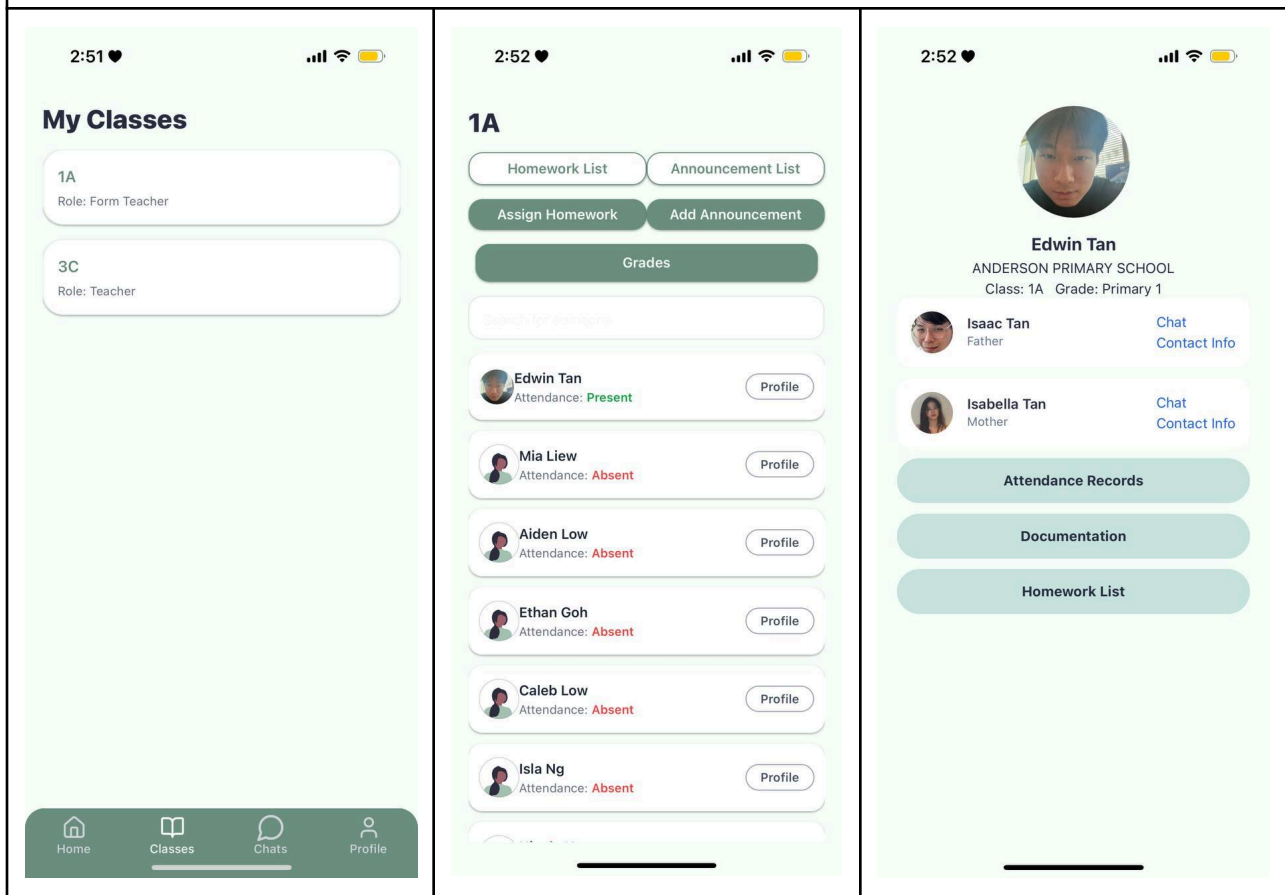 2:51
My Classes
1A
Role: Form Teacher
3C
Role: Teacher
Home Classes Chats Profile
2:52
1A
Homework List Announcement List
Assign Homework Add Announcement
Grades
Search for someone
Edwin Tan
Attendance: Present
Profile
Mia Liew
Attendance: Absent
Profile
Aiden Low
Attendance: Absent
Profile
Ethan Goh
Attendance: Absent
Profile
Caleb Low
Attendance: Absent
Profile
Isla Ng
Attendance: Absent
Profile
2:52
Edwin Tan
ANDERSON PRIMARY SCHOOL
Class: 1A Grade: Primary 1
Isaac Tan
Father
Chat
Contact Info
Isabella Tan
Mother
Chat
Contact Info
Attendance Records
Documentation
Homework List